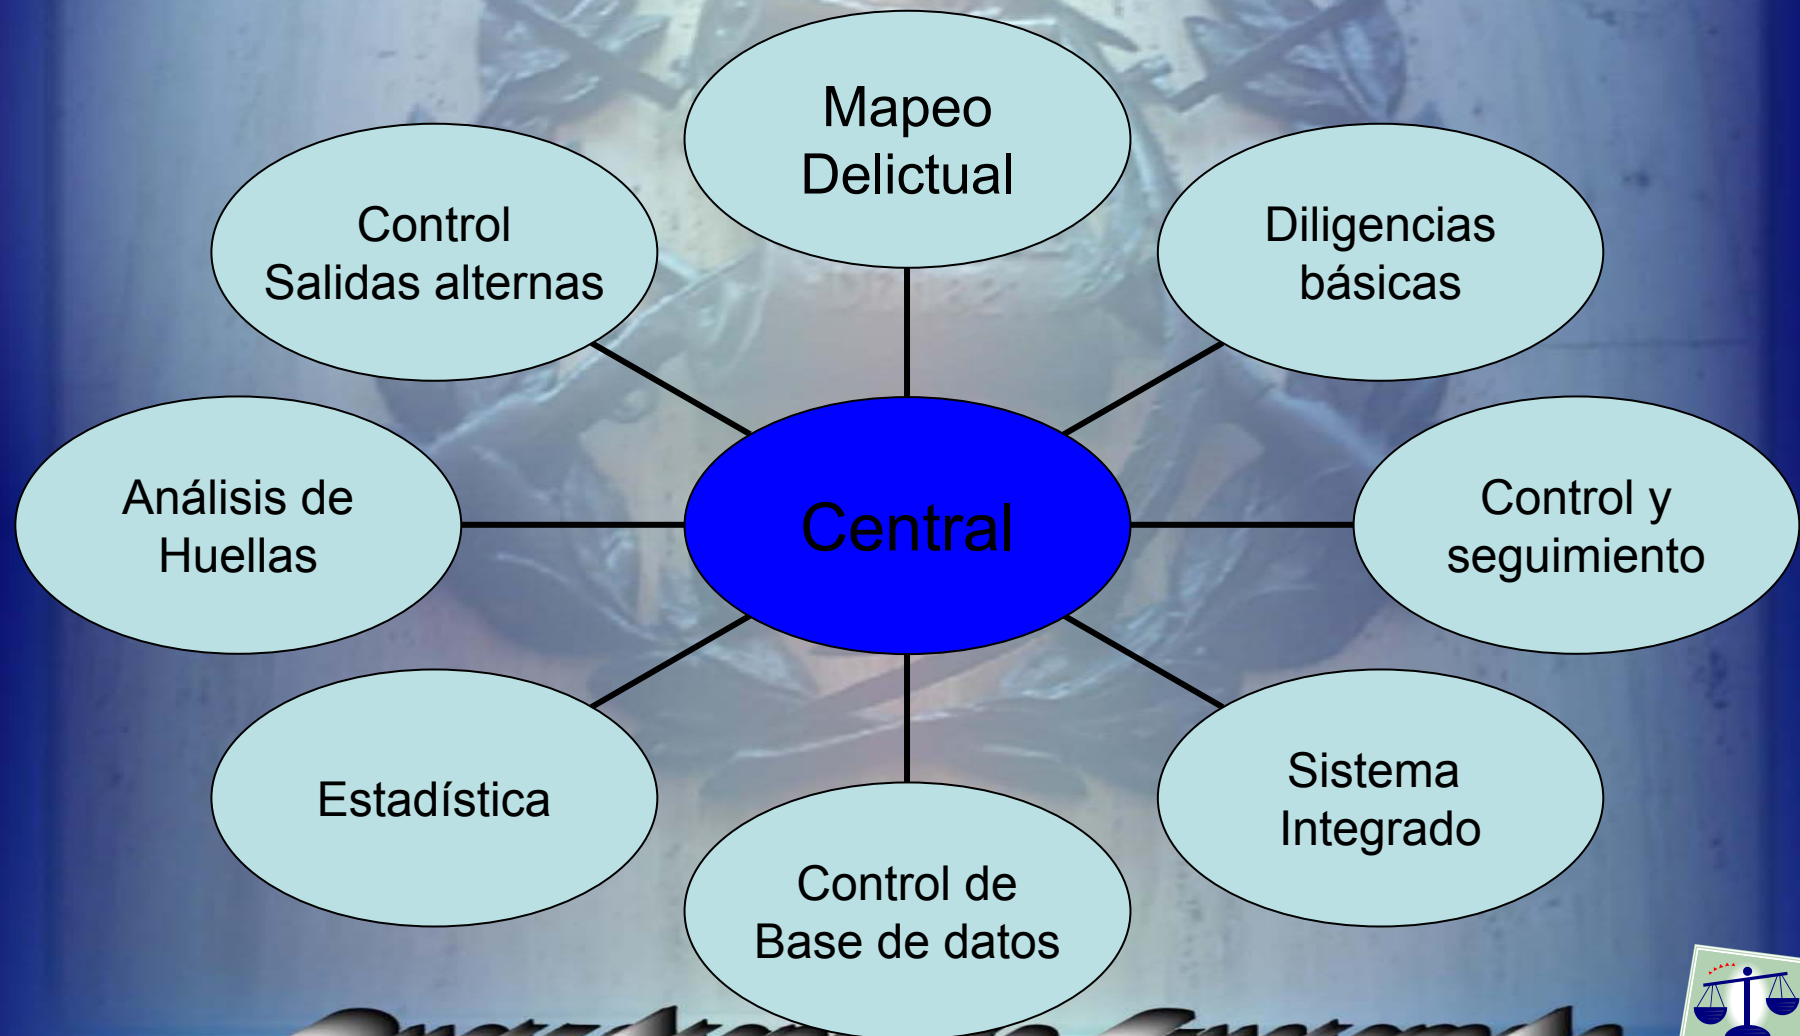 Mapeo
Delictual
Control
Salidas alternas
Diligencias
básicas
Análisis de
Huellas
Central
Control y
seguimiento
Estadística
Sistema
Integrado
Control de
Base de datos